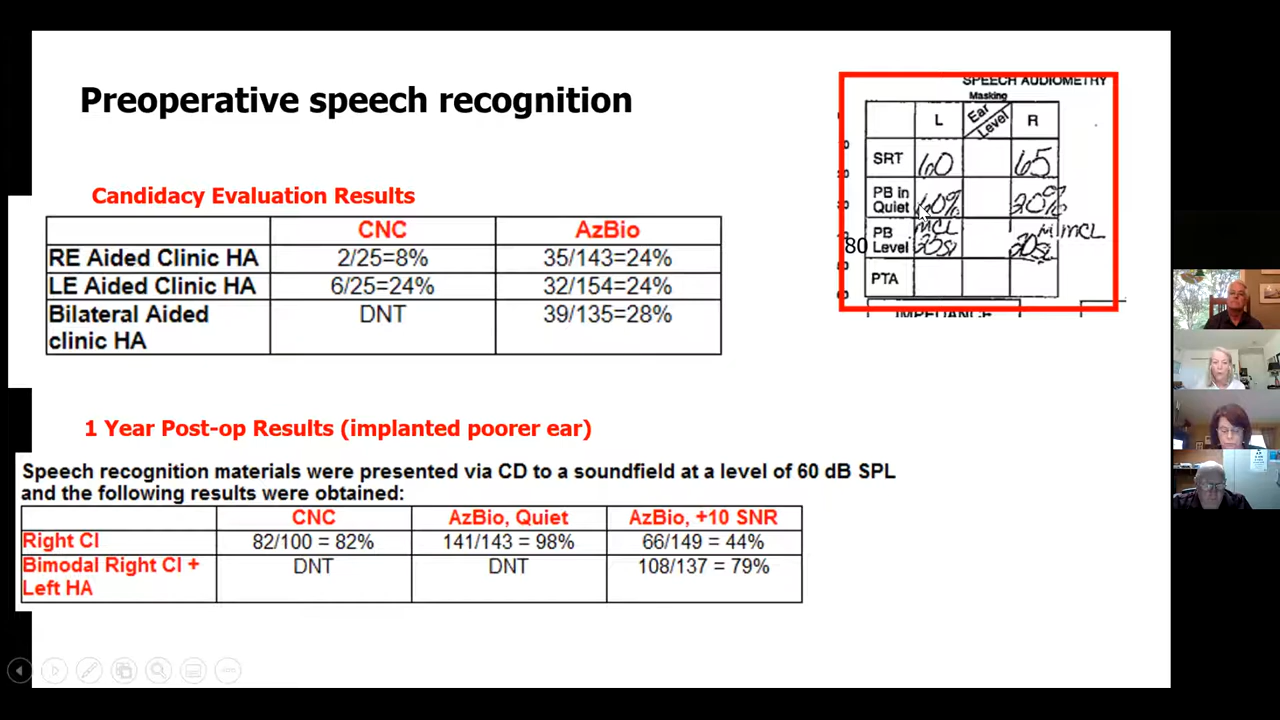 Preoperative speech recognition
Candidacy Evaluation Results
CNC AzBio
RE Aided Clinic HA 2/25=8% 35/143=24%
LE Aided Clinic HA 6/25=24% 32/154=24%
Bilateral Aided clinic HA DNT 39/135=28%
SPEECH AUDIOMETRY
Masking
L Ear Level R
SRT 60 65
PB in Quiet 60% 20%
80 PB Level MCL MCL
PTA
IMPEDANCE
1 Year Post-op Results (implanted poorer ear)
Speech recognition materials were presented via CD to a soundfield at a level of 60 dB SPL
and the following results were obtained:
CNC AzBio, Quiet AzBio, +10 SNR
Right CI 82/100 = 82% 141/143 = 98% 66/149 = 44%
Bimodal Right CI + Left HA DNT DNT 108/137 = 79%